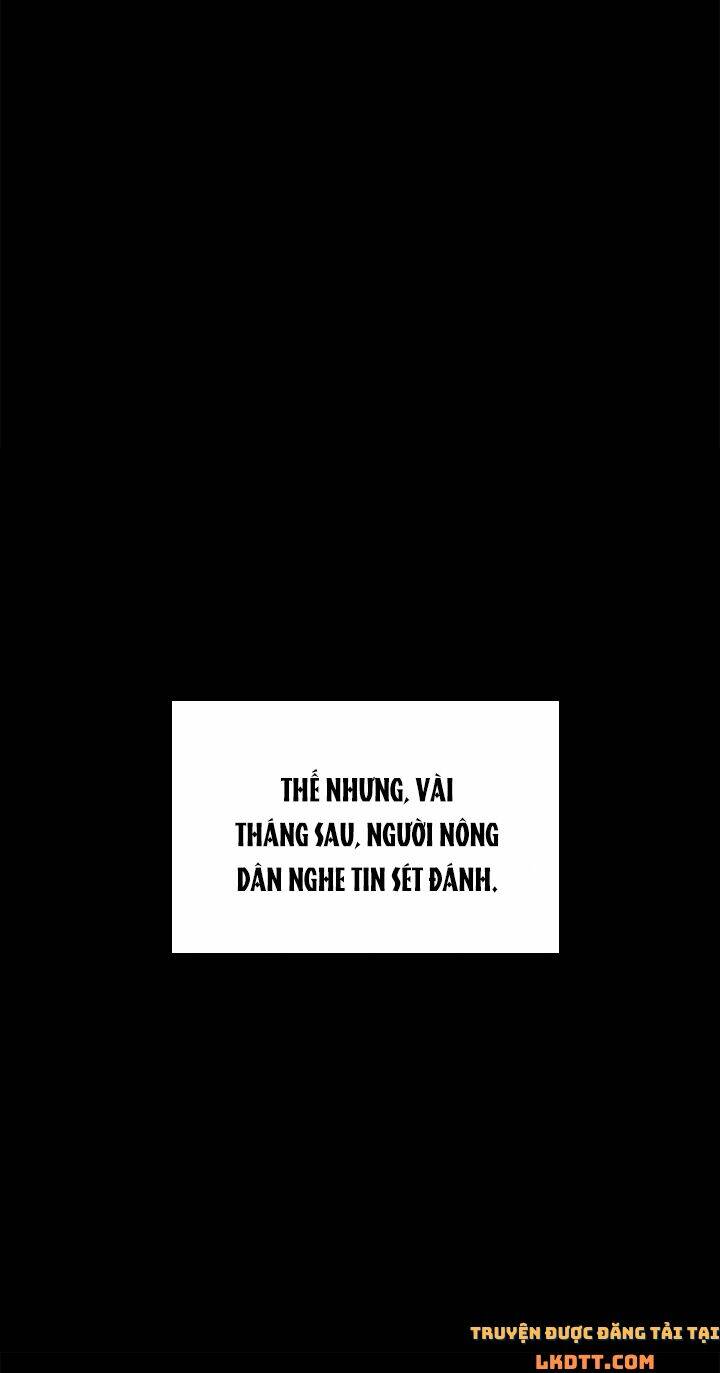 THẾ NHƯNG, VÀI
THÁNG SAU, NGƯỜI NÔNG
DÂN NGHE TIN SÉT ĐÁNH.
TRUYỆN ĐƯỢC ĐĂNG TẢI TẠI
LKDTT.COM